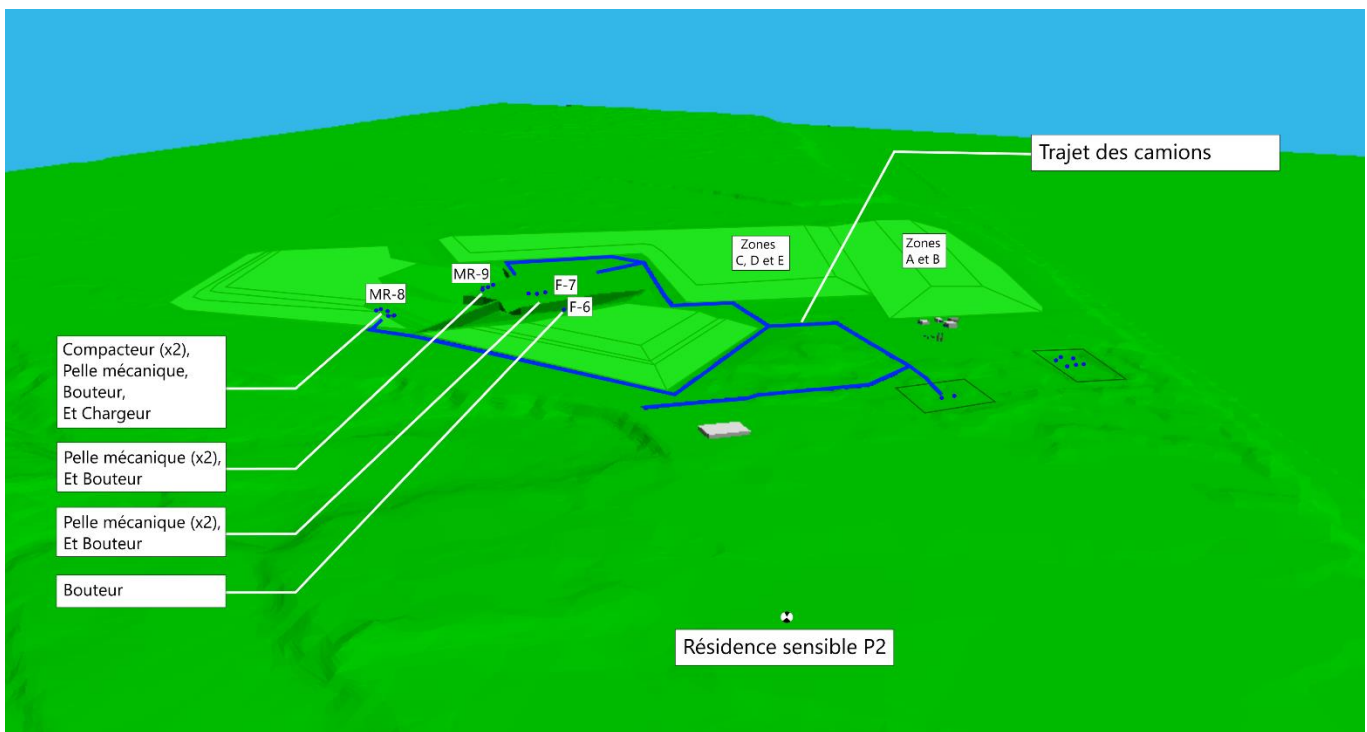 Trajet des camions
Zones
C, D et E
Zones
A et B
MR-9
F-7
MR-8
F-6
Compacteur (x2),
Pelle mécanique,
Bouteur,
Et Chargeur
Pelle mécanique (x2),
Et Bouteur
Pelle mécanique (x2),
Et Bouteur
Bouteur
Résidence sensible P2